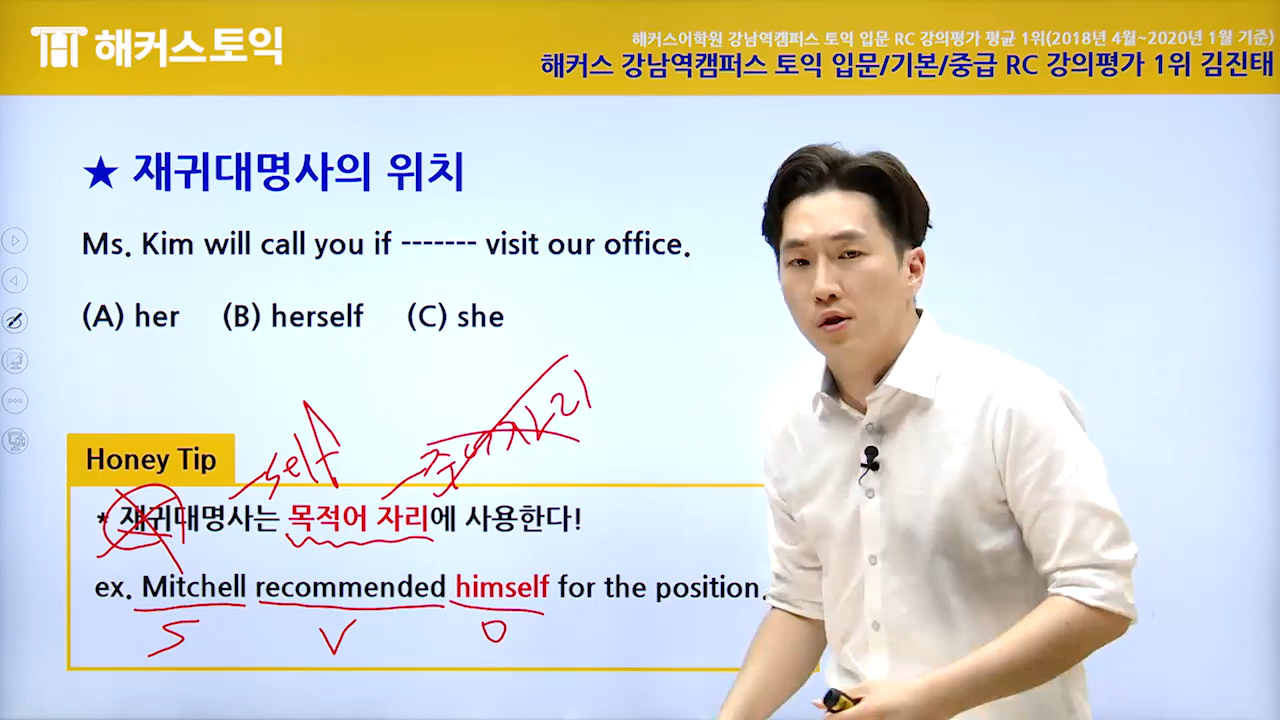 해커스토익
해커스어학원 강남역캠퍼스 토익 입문 RC 강의평가 평균 1위(2018년 4월~2020년 1월 기준)
해커스 강남역캠퍼스 토익 입문/기본/중급 RC 강의평가 1위 김진태
★ 재귀대명사의 위치
Ms. Kim will call you if ------- visit our office.
(A) her (B) herself (C) she
self 주어자리
Honey Tip
* 재귀대명사는 목적어 자리에 사용한다!
ex. Mitchell recommended himself for the position.
S V O